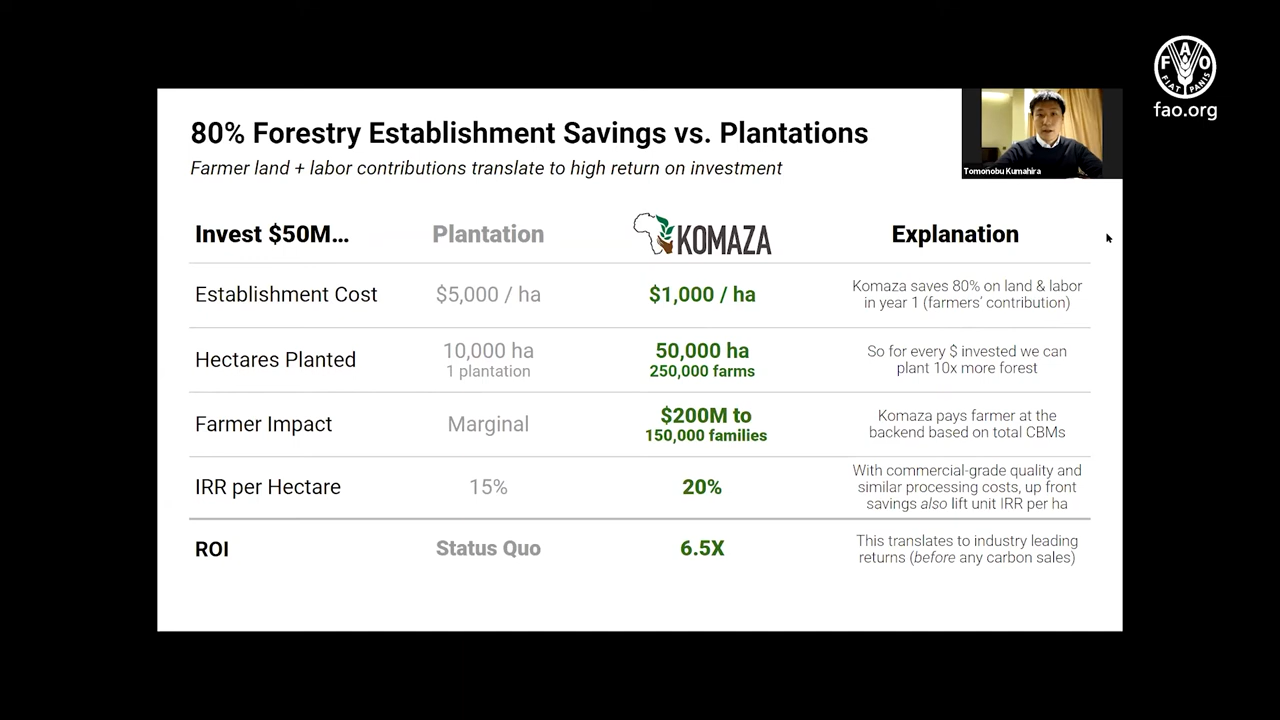 F A O
FIAT PANIS
fao.org
80% Forestry Establishment Savings vs. Plantations
Farmer land + labor contributions translate to high return on investment
Tomonobu Kumahira
Invest $50M...
Plantation
KOMAZA
Explanation
Establishment Cost
$5,000 / ha
$1,000 / ha
Komaza saves 80% on land & labor
in year 1 (farmers' contribution)
Hectares Planted
10,000 ha
1 plantation
50,000 ha
250,000 farms
So for every $ invested we can
plant 10x more forest
Farmer Impact
Marginal
$200M to
150,000 families
Komaza pays farmer at the
backend based on total CBMs
IRR per Hectare
15%
20%
With commercial-grade quality and
similar processing costs, up front
savings also lift unit IRR per ha
ROI
Status Quo
6.5X
This translates to industry leading
returns (before any carbon sales)